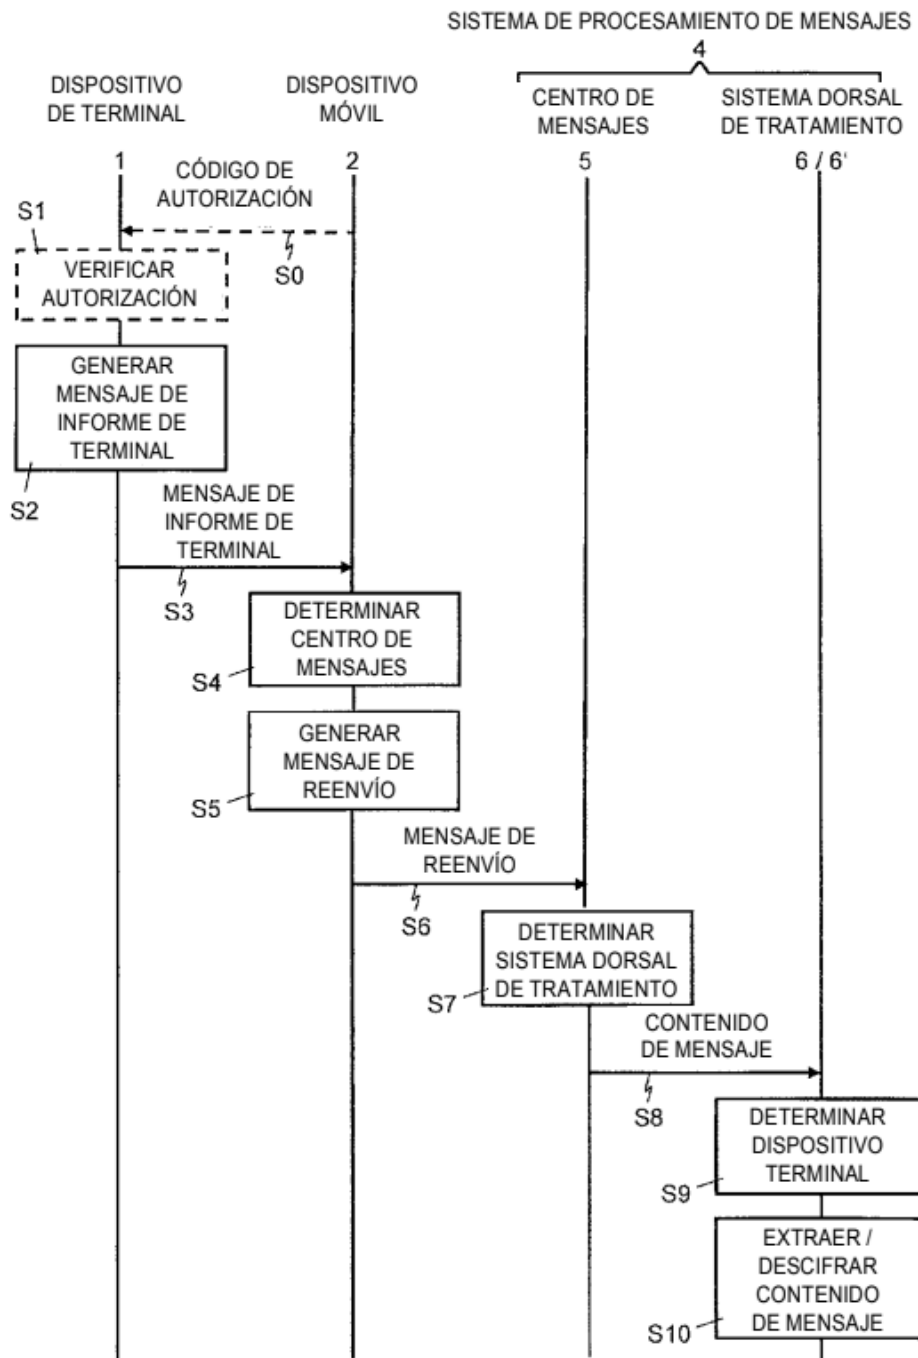 SISTEMA DE PROCESAMIENTO DE MENSAJES
4
DISPOSITIVO
DE TERMINAL
1
DISPOSITIVO
MÓVIL
2
CENTRO DE
MENSAJES
5
SISTEMA DORSAL
DE TRATAMIENTO
6 / 6'
CÓDIGO DE
AUTORIZACIÓN
S0
S1
VERIFICAR
AUTORIZACIÓN
GENERAR
MENSAJE DE
INFORME DE
TERMINAL
S2
MENSAJE DE
INFORME DE
TERMINAL
S3
DETERMINAR
CENTRO DE
MENSAJES
S4
GENERAR
MENSAJE DE
REENVÍO
S5
MENSAJE DE
REENVÍO
S6
DETERMINAR
SISTEMA DORSAL
DE TRATAMIENTO
S7
CONTENIDO
DE MENSAJE
S8
DETERMINAR
DISPOSITIVO
TERMINAL
S9
EXTRAER /
DESCIFRAR
CONTENIDO
DE MENSAJE
S10